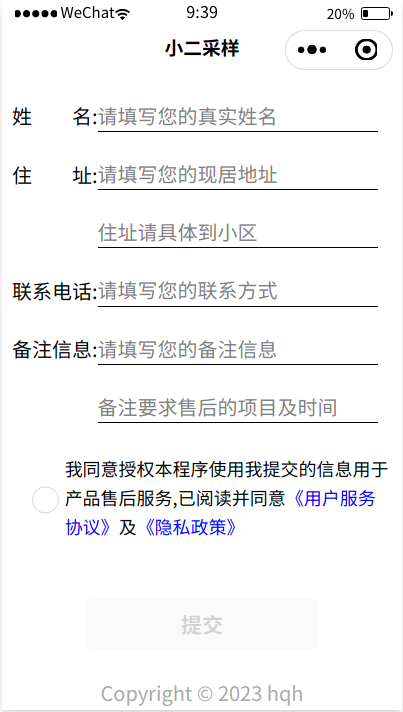 WeChat 9:39 20%
小二采样
姓 名:请填写您的真实姓名
住 址:请填写您的现居地址
住址请具体到小区
联系电话:请填写您的联系方式
备注信息:请填写您的备注信息
备注要求售后的项目及时间
我同意授权本程序使用我提交的信息用于
产品售后服务,已阅读并同意《用户服务
协议》及《隐私政策》
提交
Copyright © 2023 hqh